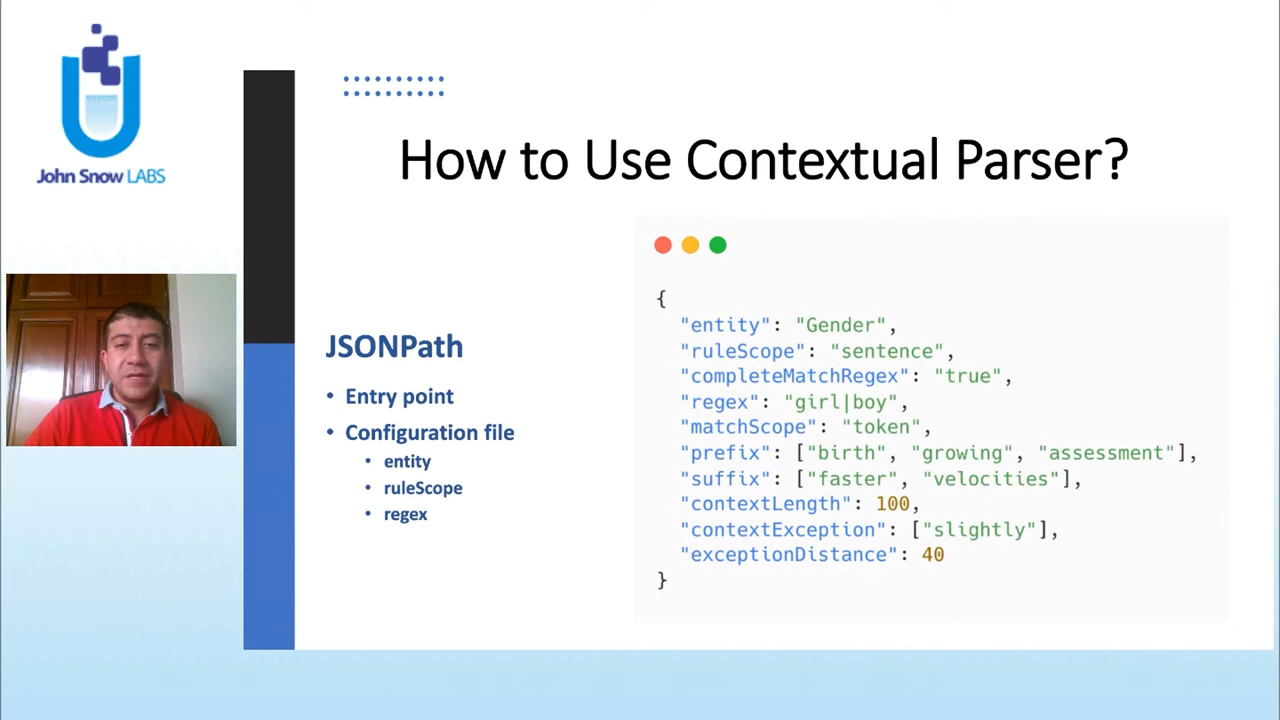 John Snow LABS
How to Use Contextual Parser?
JSONPath
• Entry point
• Configuration file
• entity
• ruleScope
• regex
{
"entity": "Gender",
"ruleScope": "sentence",
"completeMatchRegex": "true",
"regex": "girl|boy",
"matchScope": "token",
"prefix": ["birth", "growing", "assessment"],
"suffix": ["faster", "velocities"],
"contextLength": 100,
"contextException": ["slightly"],
"exceptionDistance": 40
}